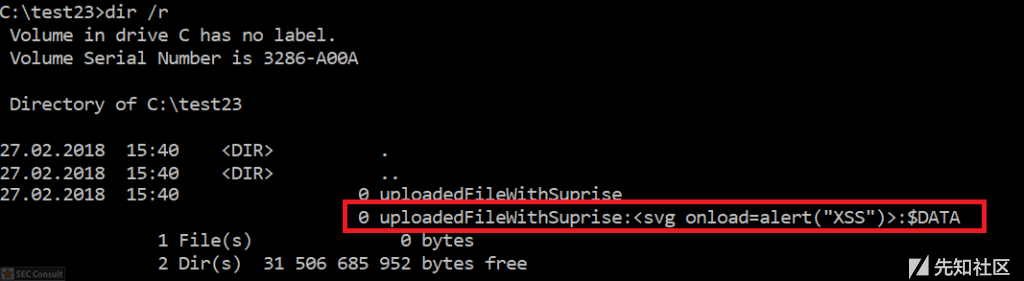 C:\test23>dir /r
Volume in drive C has no label.
Volume Serial Number is 3286-A00A
Directory of C:\test23
27.02.2018 15:40 <DIR> .
27.02.2018 15:40 <DIR> ..
27.02.2018 15:40 0 uploadedFileWithSuprise
0 uploadedFileWithSuprise:<svg onload=alert("XSS")>:$DATA
1 File(s) 0 bytes
2 Dir(s) 31 506 685 952 bytes free
SEC Consult
先知社区